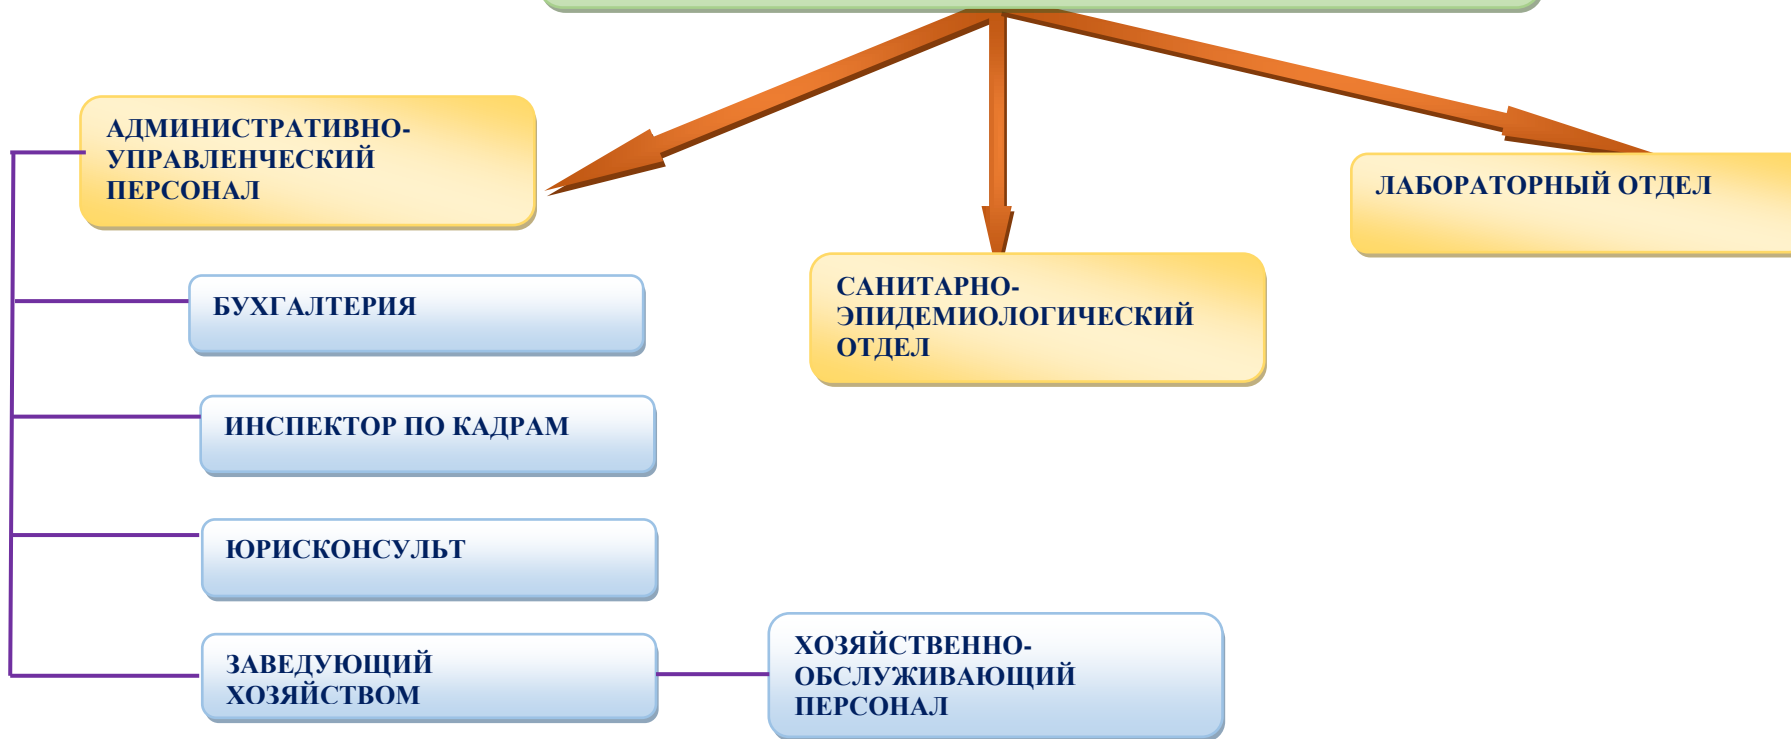 АДМИНИСТРАТИВНО-
УПРАВЛЕНЧЕСКИЙ
ПЕРСОНАЛ
ЛАБОРАТОРНЫЙ ОТДЕЛ
САНИТАРНО-
ЭПИДЕМИОЛОГИЧЕСКИЙ
ОТДЕЛ
БУХГАЛТЕРИЯ
ИНСПЕКТОР ПО КАДРАМ
ЮРИСКОНСУЛЬТ
ЗАВЕДУЮЩИЙ
ХОЗЯЙСТВОМ
ХОЗЯЙСТВЕННО-
ОБСЛУЖИВАЮЩИЙ
ПЕРСОНАЛ